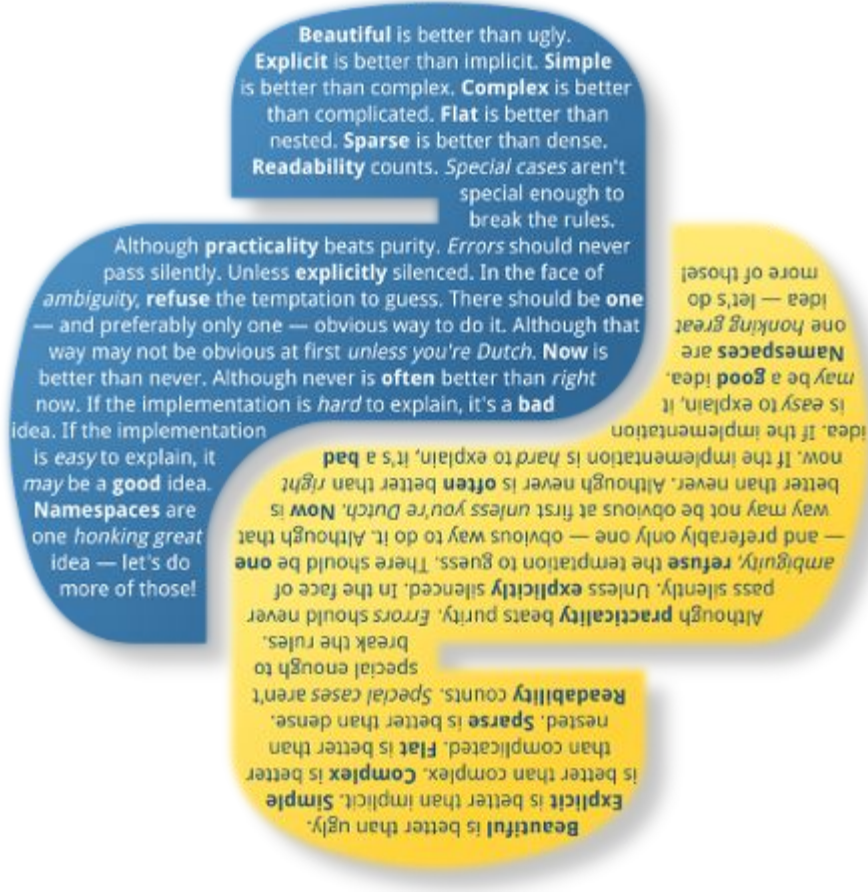 Beautiful is better than ugly.
Explicit is better than implicit. Simple
is better than complex. Complex is better
than complicated. Flat is better than
nested. Sparse is better than dense.
Readability counts. Special cases aren't
special enough to
break the rules.
Although practicality beats purity. Errors should never
pass silently. Unless explicitly silenced. In the face of
ambiguity, refuse the temptation to guess. There should be one
— and preferably only one — obvious way to do it. Although that
way may not be obvious at first unless you're Dutch. Now is
better than never. Although never is often better than right
now. If the implementation is hard to explain, it's a bad
idea. If the implementation
is easy to explain, it
may be a good idea.
Namespaces are
one honking great
idea — let's do
more of those!
Beautiful is better than ugly.
Explicit is better than implicit. Simple
is better than complex. Complex is better
than complicated. Flat is better than
nested. Sparse is better than dense.
Readability counts. Special cases aren't
special enough to
break the rules.
Although practicality beats purity. Errors should never
pass silently. Unless explicitly silenced. In the face of
ambiguity, refuse the temptation to guess. There should be one
— and preferably only one — obvious way to do it. Although that
way may not be obvious at first unless you're Dutch. Now is
better than never. Although never is often better than right
now. If the implementation is hard to explain, it's a bad
idea. If the implementation
is easy to explain, it
may be a good idea.
Namespaces are
one honking great
idea — let's do
more of those!